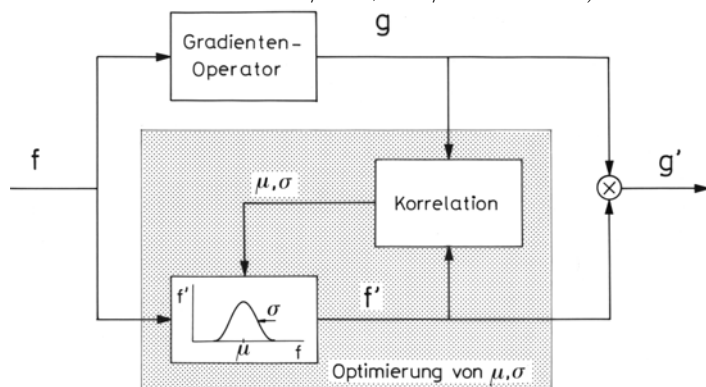 g
Gradienten-
Operator
f
g'
μ,σ
Korrelation
f'
f'
σ
μ
f
Optimierung von μ,σ